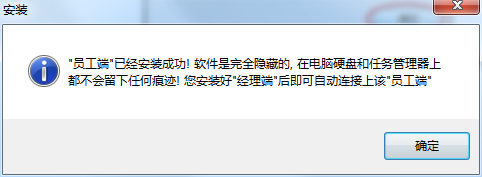 安装
"员工端"已经安装成功! 软件是完全隐藏的, 在电脑硬盘和任务管理器上
都不会留下任何痕迹! 您安装好"经理端"后即可自动连接上该"员工端"
确定